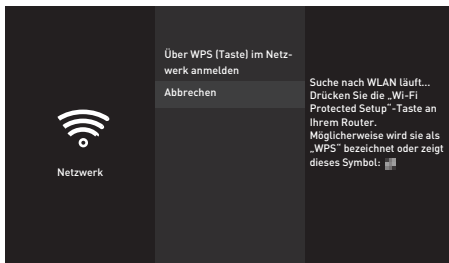 Über WPS (Taste) im Netz-
werk anmelden
Abbrechen
Netzwerk
Suche nach WLAN läuft...
Drücken Sie die „Wi-Fi
Protected Setup“-Taste an
Ihrem Router.
Möglicherweise wird sie als
„WPS“ bezeichnet oder zeigt
dieses Symbol: